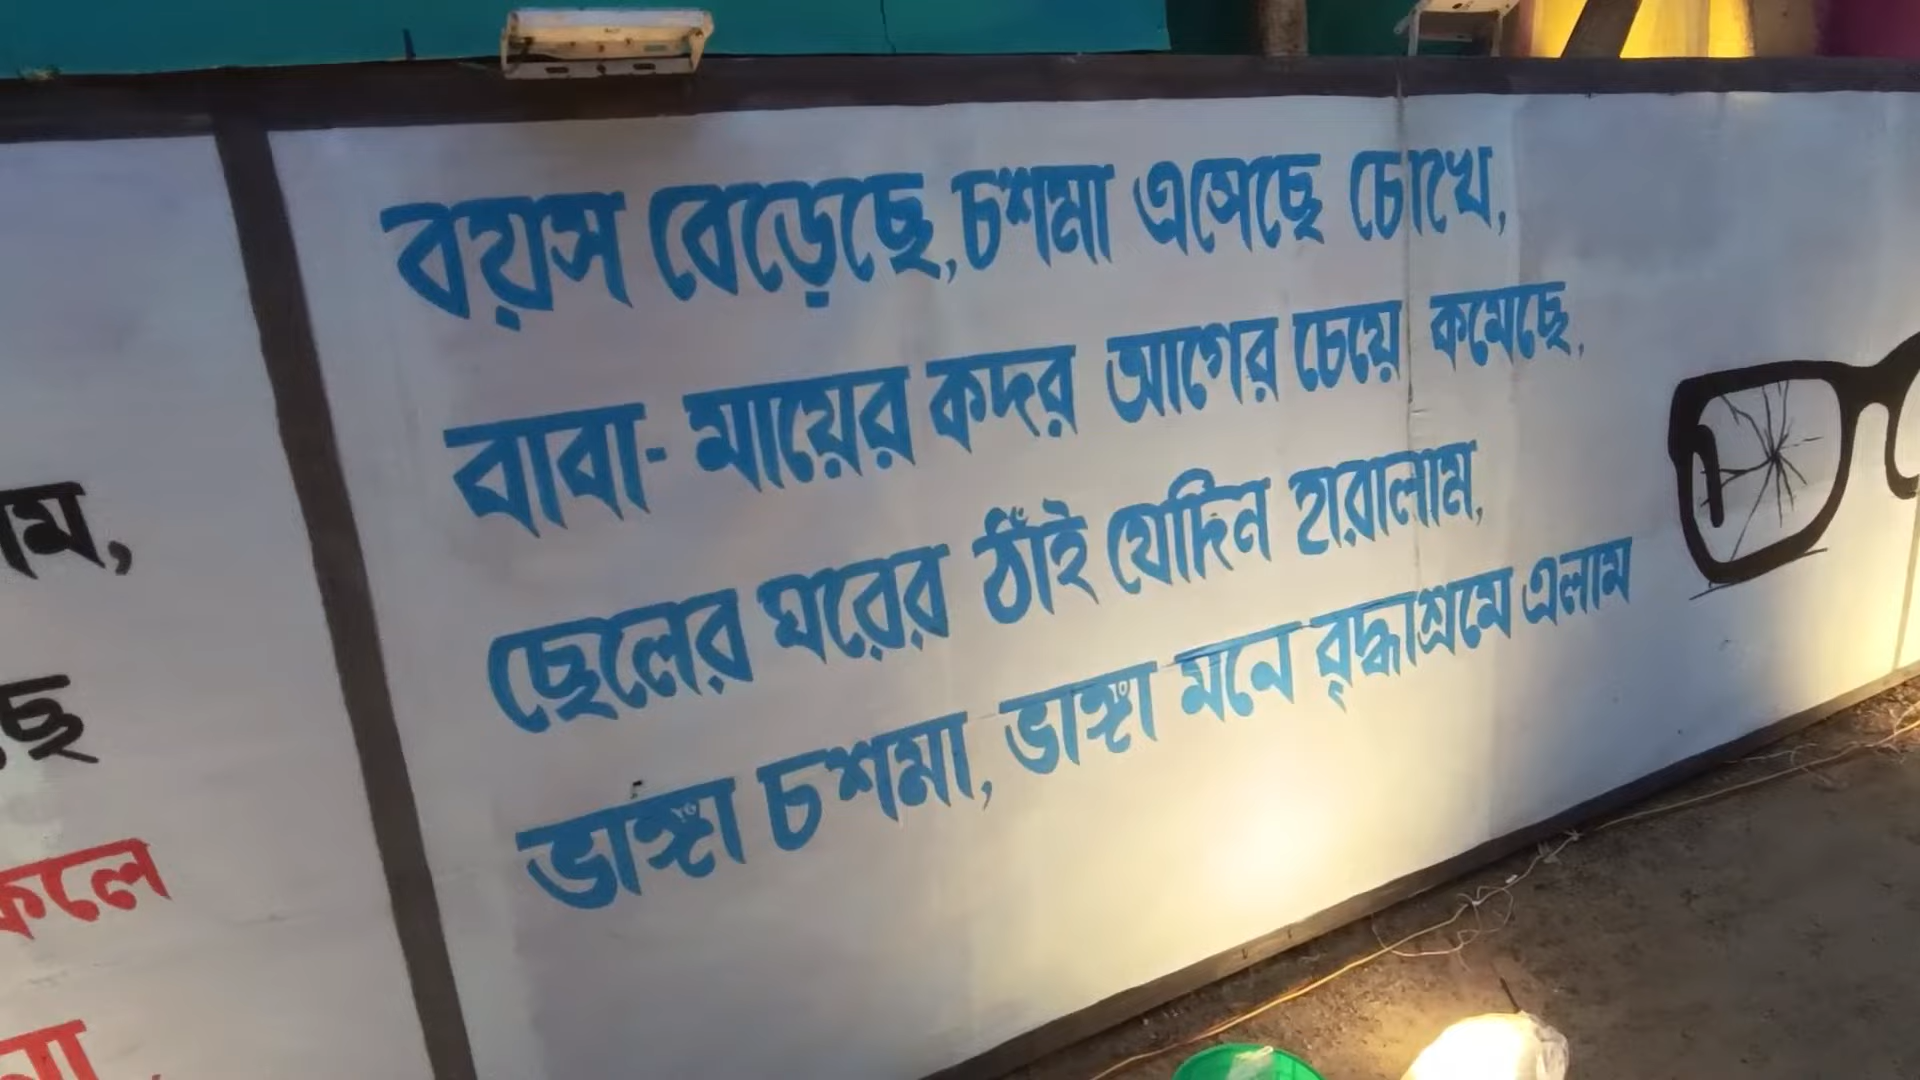 বয়স বেড়েছে, চশমা এসেছে চোখে,
বাবা- মায়ের কদর আগের চেয়ে কমেছে,
ছেলের ঘরের ঠাঁই যেদিন হারালাম,
ভাঙ্গা চশমা, ভাঙ্গা মনে বৃদ্ধাশ্রমে এলাম